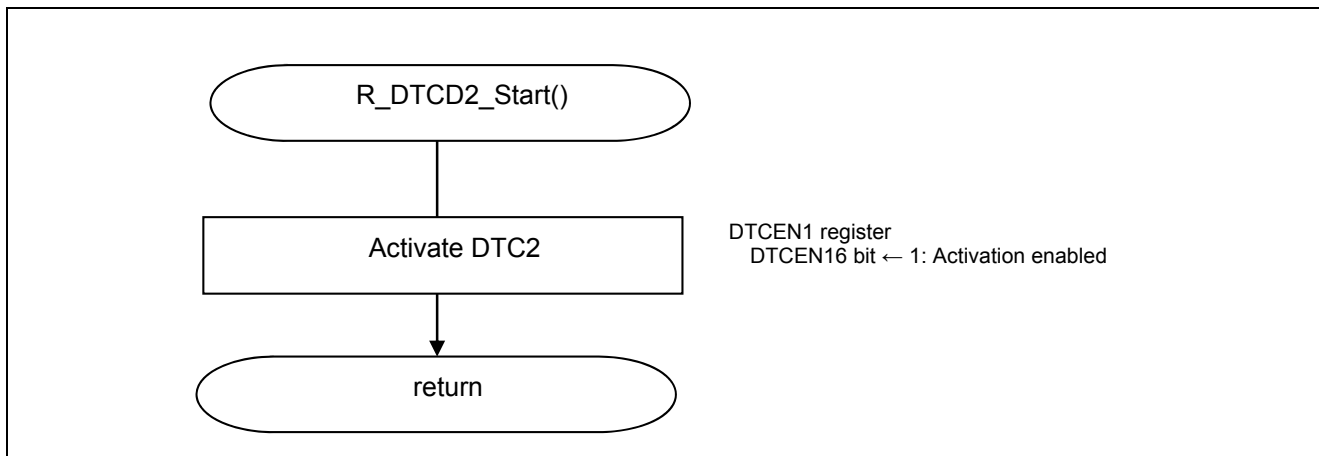 R_DTCD2_Start()
Activate DTC2
DTCEN1 register
DTCEN16 bit ← 1: Activation enabled
return